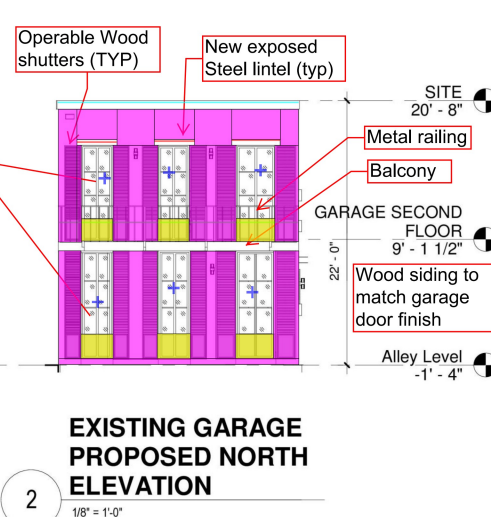 Operable Wood
shutters (TYP)
New exposed
Steel lintel (typ)
SITE
20' - 8"
Metal railing
Balcony
GARAGE SECOND
FLOOR
9' - 1 1/2"
22' - 0"
Wood siding to
match garage
door finish
Alley Level
-1' - 4"
EXISTING GARAGE
PROPOSED NORTH
ELEVATION
2
1/8" = 1'-0"